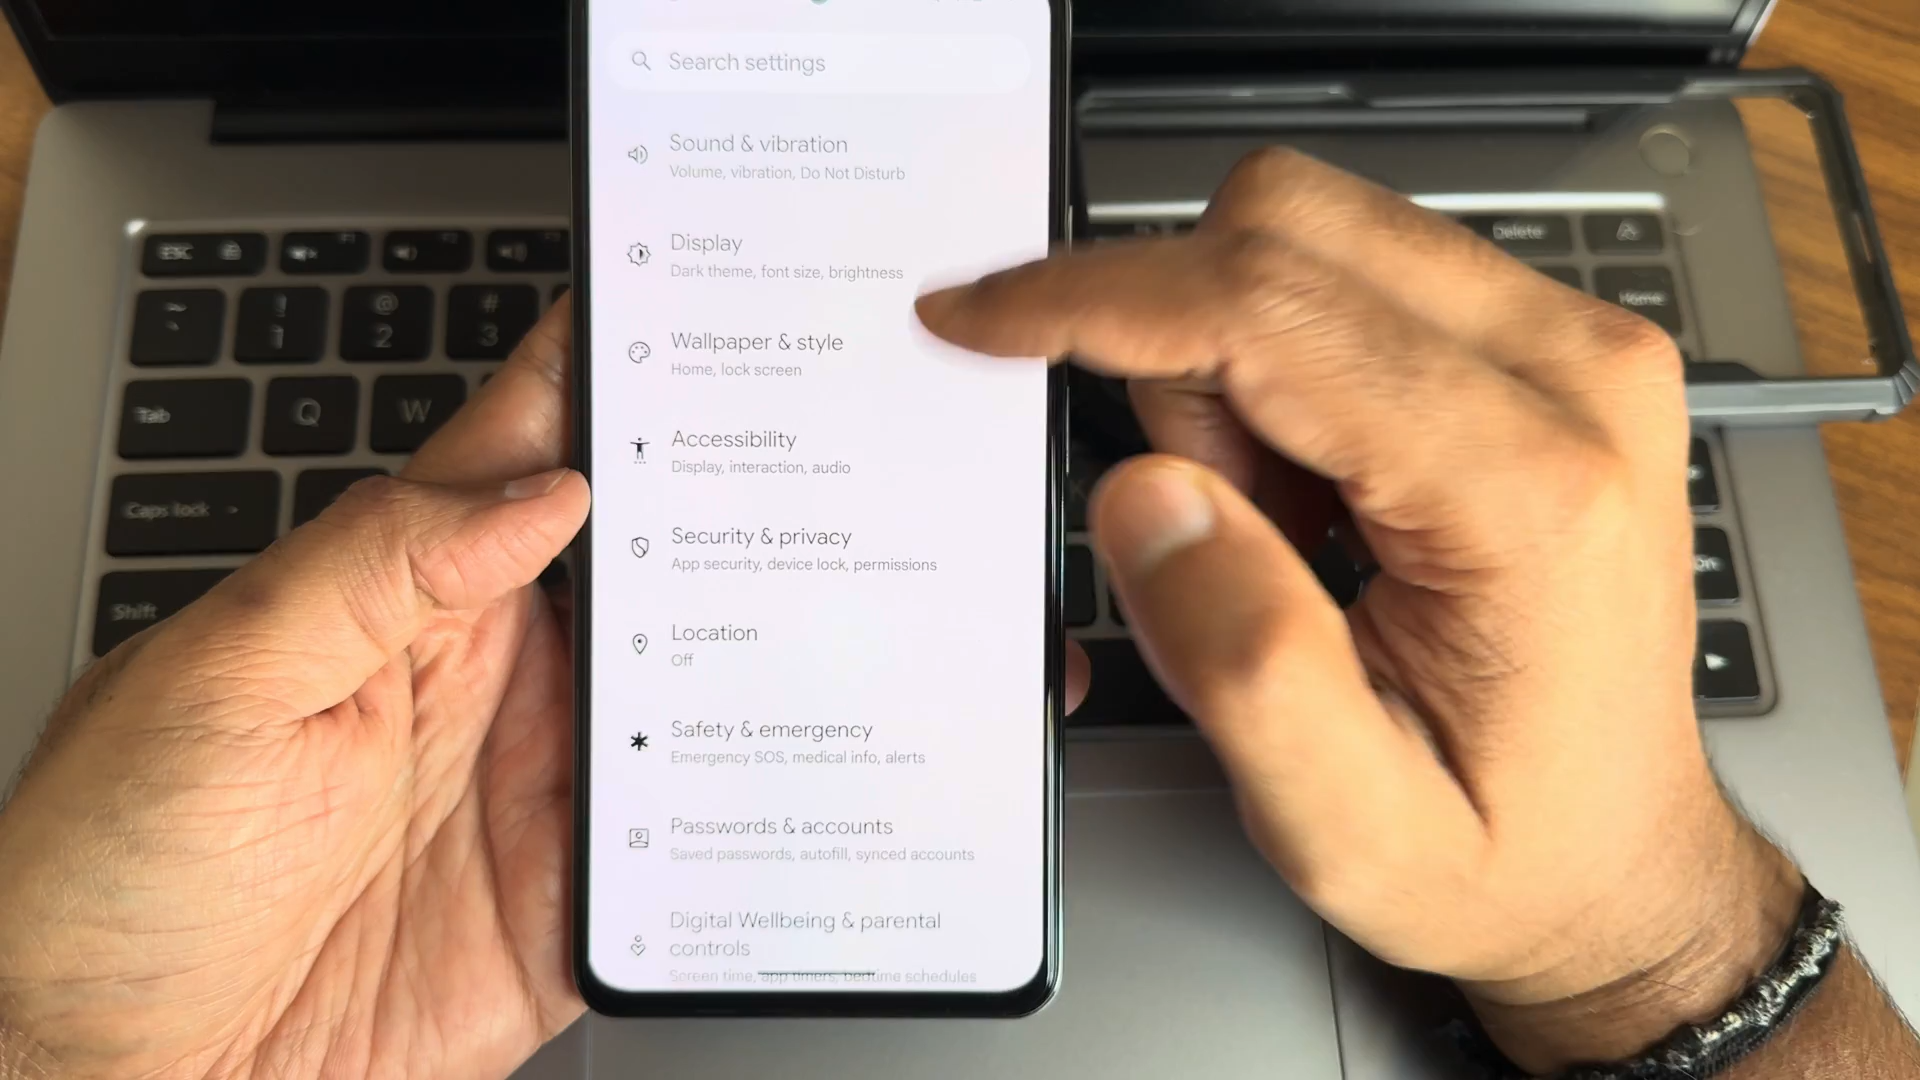 Search settings
Sound & vibration
Volume, vibration, Do Not Disturb
Display
Dark theme, font size, brightness
Wallpaper & style
Home, lock screen
Accessibility
Display, interaction, audio
Security & privacy
App security, device lock, permissions
Location
Off
Safety & emergency
Emergency SOS, medical info, alerts
Passwords & accounts
Saved passwords, autofill, synced accounts
Digital Wellbeing & parental
controls
Screen time, app timers, bedtime schedules
ESC
Delete
~
!
1
@
2
#
3
Home
Tab
Q
W
Caps lock
Shift